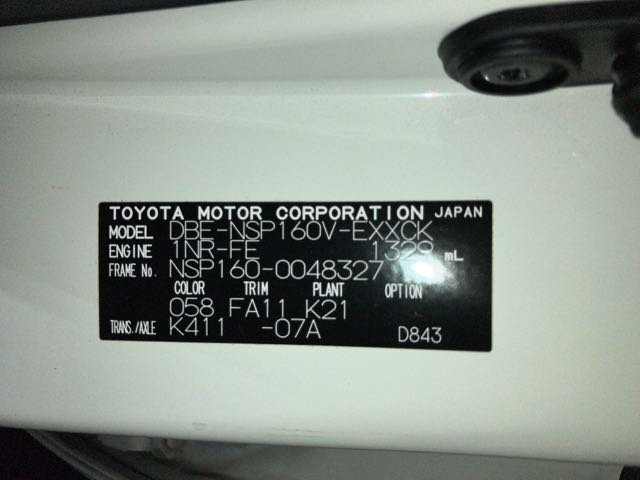 TOYOTA MOTOR CORPORATION JAPAN
MODEL DBE-NSP160V-EXXCK
ENGINE 1NR-FE 1329 mL
FRAME No. NSP160-0048327
COLOR TRIM PLANT OPTION
058 FA11 K21
TRANS./AXLE K411 -07A D843